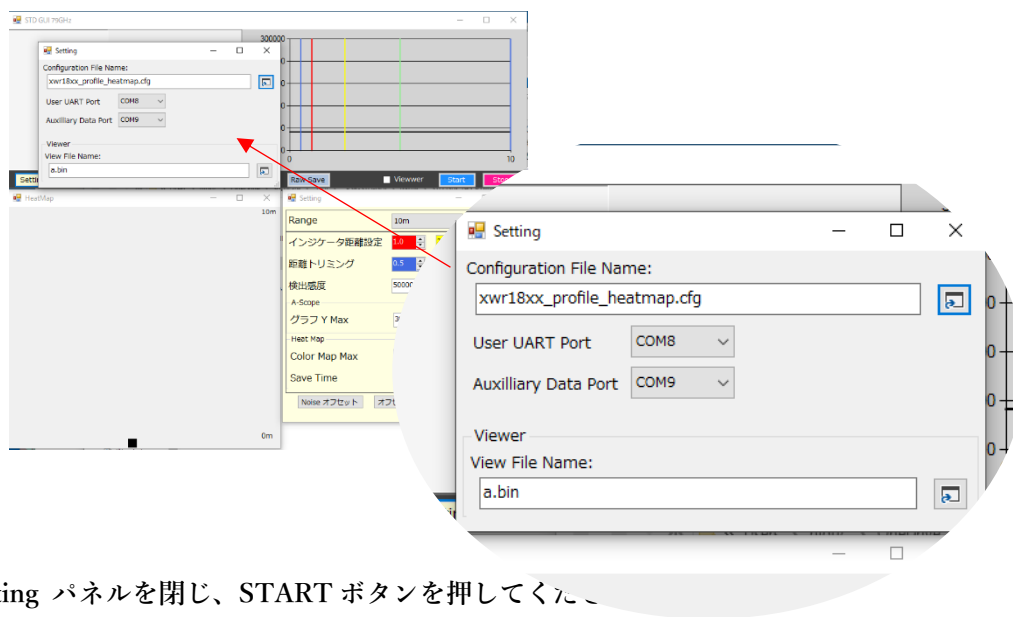 STD GUI 79GHz
Setting
Configuration File Name:
xwr18xx_profile_heatmap.cfg
User UART Port COM8
Auxilliary Data Port COM9
Viewer
View File Name:
a.bin
300000
0
0
0
0
0
0 10
Raw Save Viewwer Start
HeatMap
10m
0m
Setting
Range 10m
インジケータ距離設定 1.0
距離トリミング 0.5
検出感度
A-Scope
グラフ Y Max
Heat Map
Color Map Max
Save Time
Noise オフセット
Setting
Configuration File Name:
xwr18xx_profile_heatmap.cfg
User UART Port COM8
Auxilliary Data Port COM9
Viewer
View File Name:
a.bin
パネルを閉じ、START ボタンを押してくだ